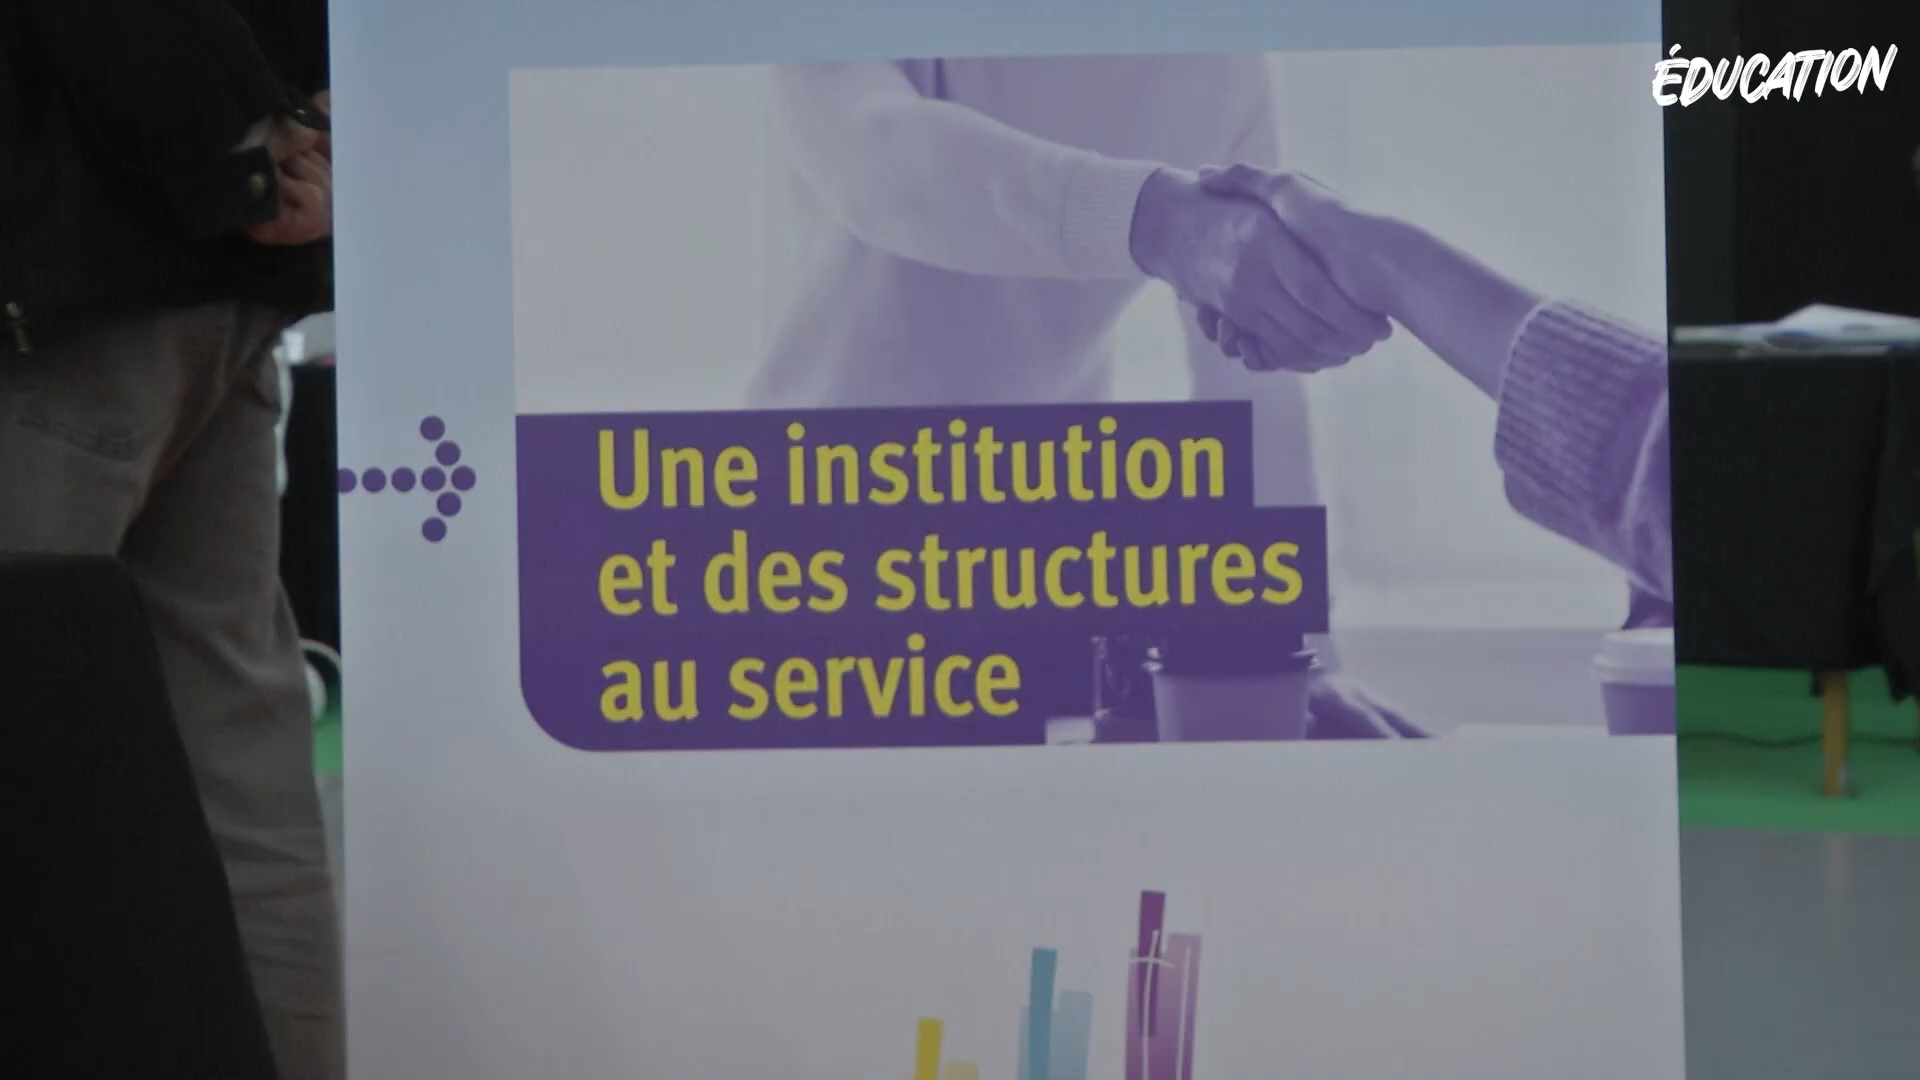 ÉDUCATION
Une institution
et des structures
au service